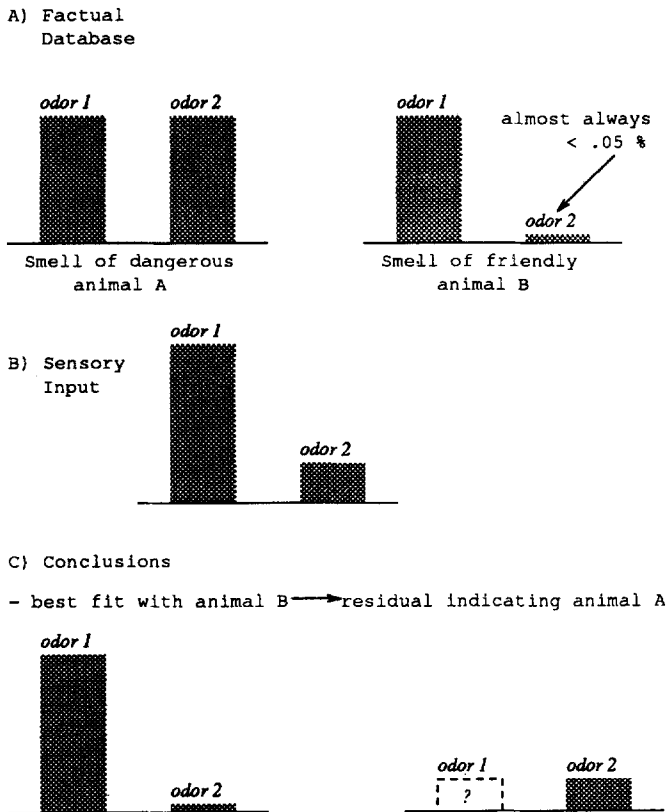 A) Factual
Database
odor 1
odor 2
odor 1
almost always
< .05 %
odor 2
Smell of dangerous
animal A
Smell of friendly
animal B
odor 1
B) Sensory
Input
odor 2
C) Conclusions
- best fit with animal B
residual indicating animal A
odor 1
odor 2
odor 1
?
odor 2